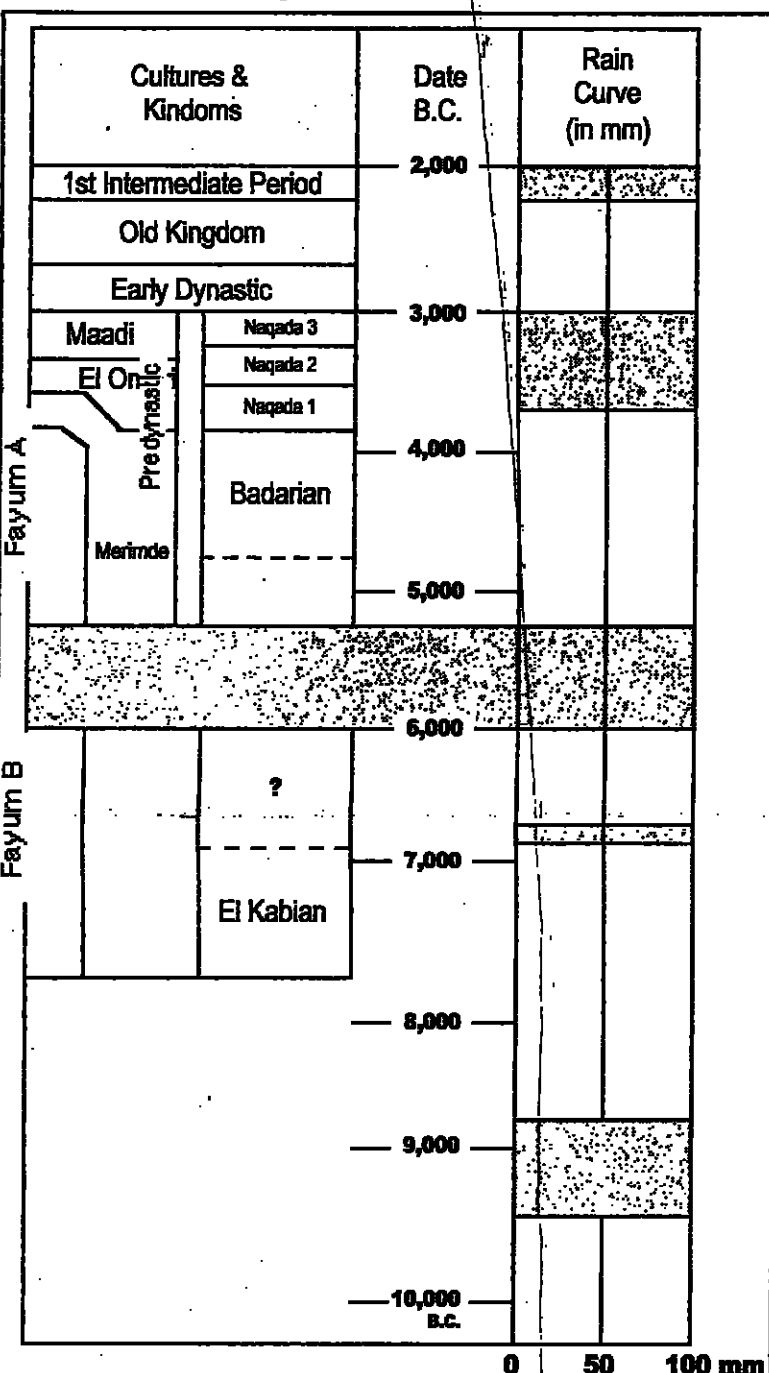 Cultures &
Kindoms
Date
B.C.
Rain
Curve
(in mm)
2,000
1st Intermediate Period
Old Kingdom
Early Dynastic
3,000
Maadi
Naqada 3
El Om
Naqada 2
Naqada 1
Predynastic
4,000
Fayum A
Badarian
Merimde
5,000
6,000
Fayum B
?
7,000
El Kabian
8,000
9,000
10,000
B.C.
0 50 100 mm